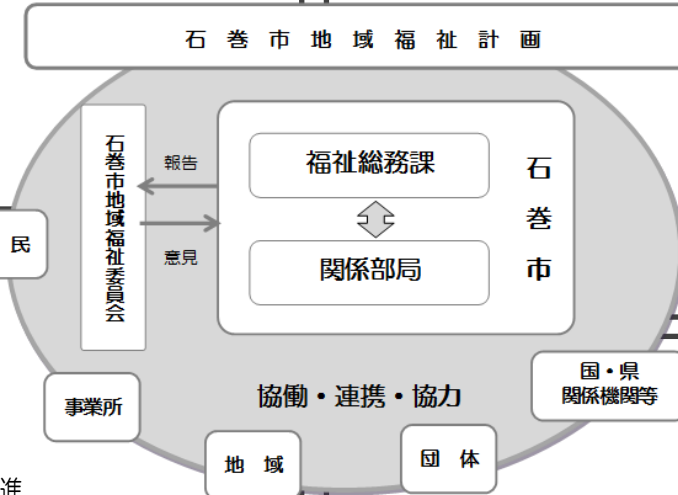 石巻市地域福祉計画
石巻市地域福祉委員会
報告
意見
福祉総務課
関係部局
石巻市
民
事業所
協働・連携・協力
国・県
関係機関等
地域
団体
進